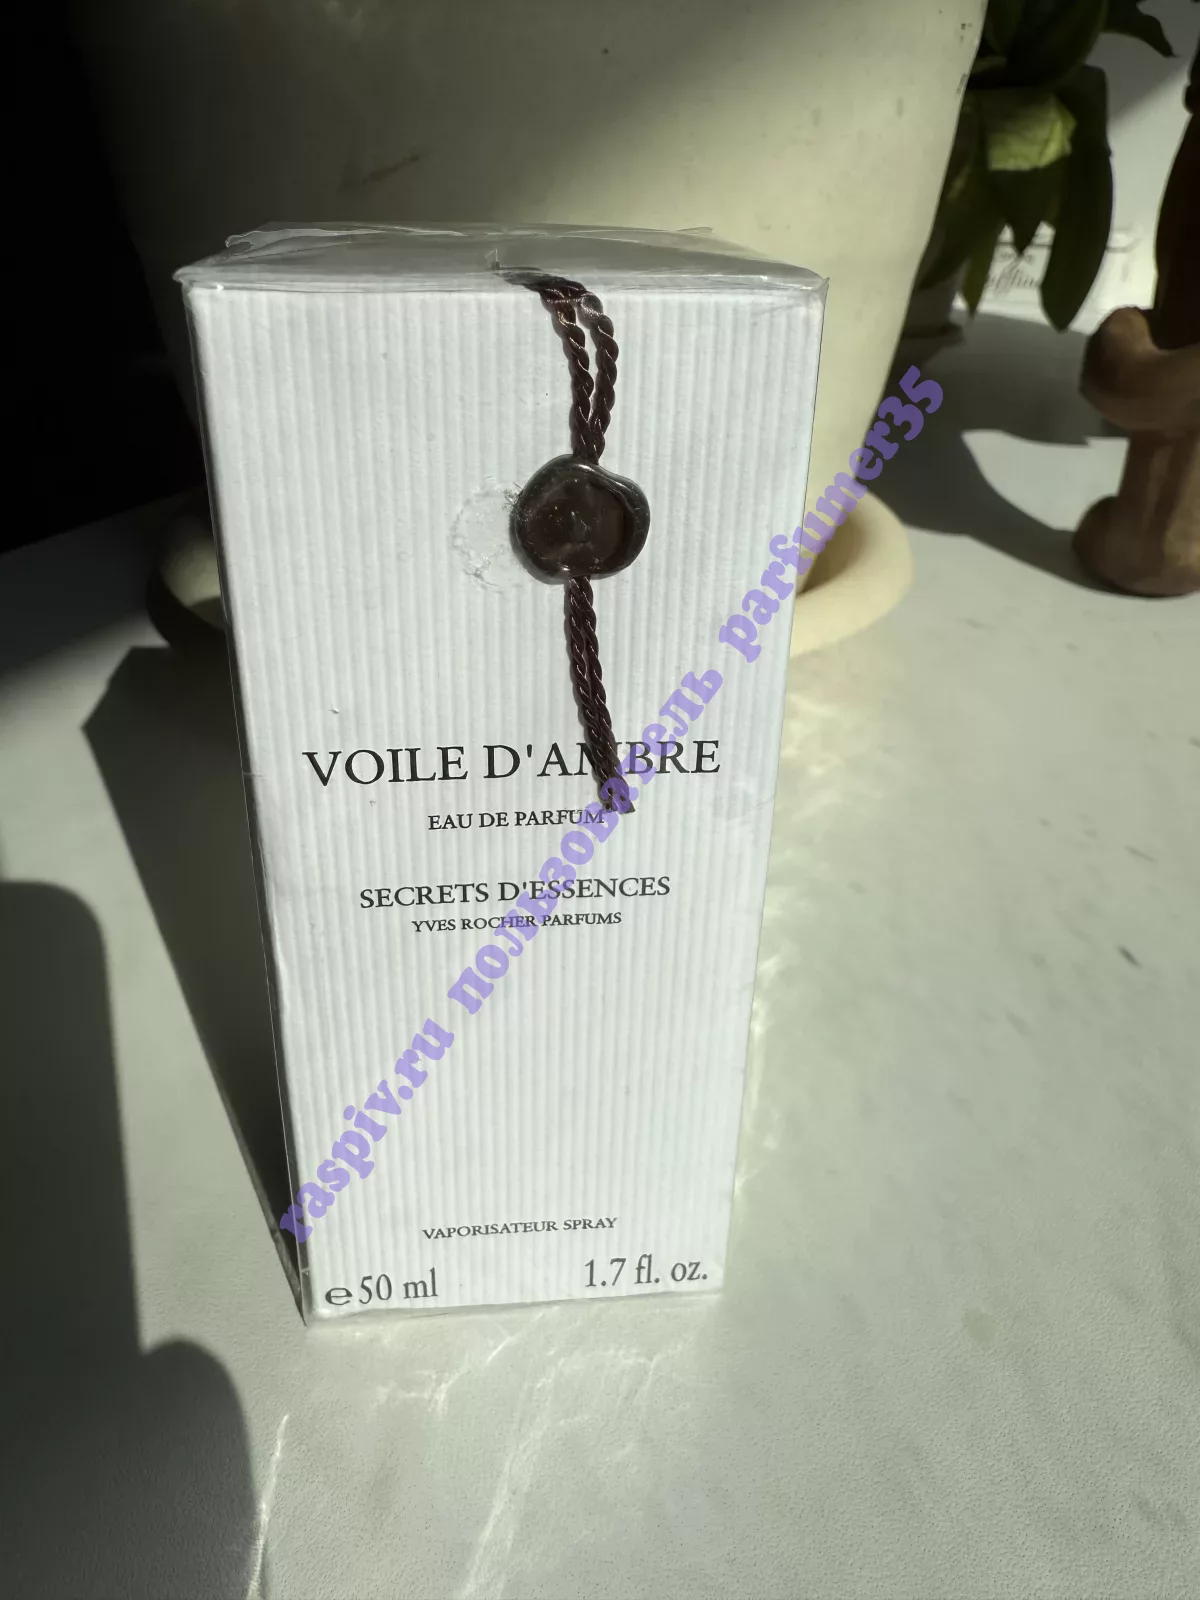 VOILE D'AMBRE
EAU DE PARFUM
SECRETS D'ESSENCES
YVES ROCHER PARFUMS
VAPORISATEUR SPRAY
℮50 ml 1.7 fl. oz.
raspiv.ru пользователь parfumer35